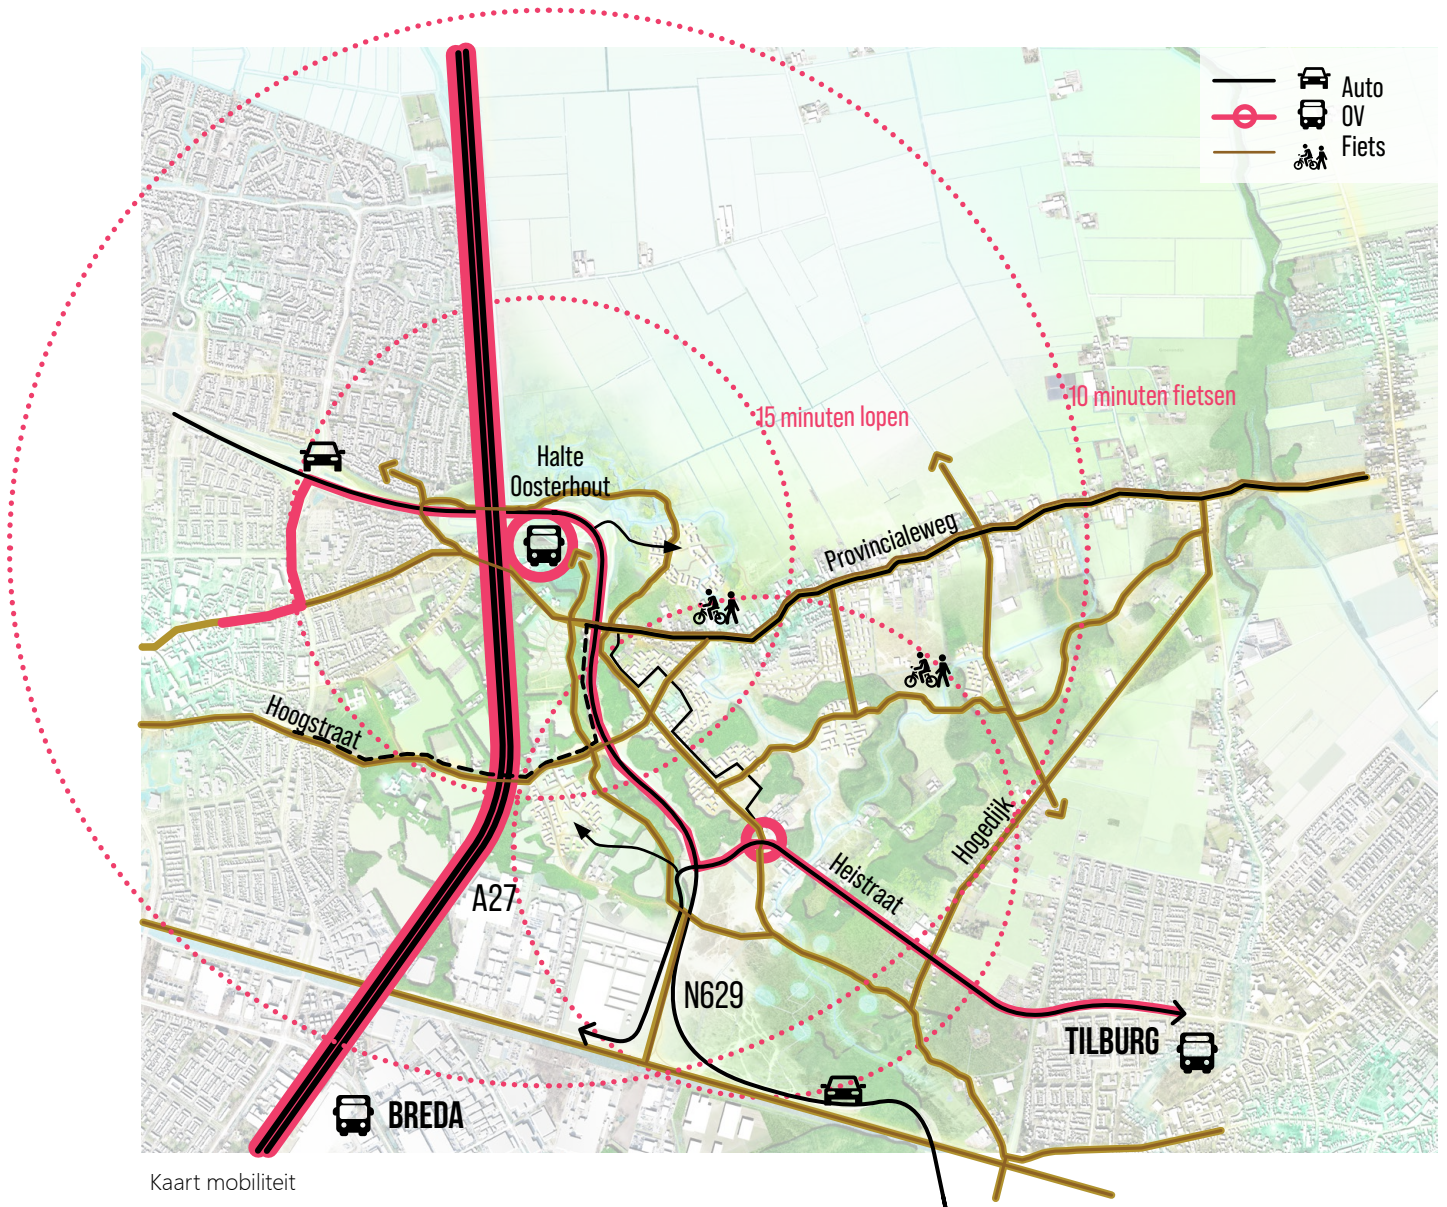 Auto
OV
Fiets
10 minuten fietsen
15 minuten lopen
Halte
Oosterhout
Provincialeweg
Hoogstraat
Hogedijk
Heistraat
A27
N629
TILBURG
BREDA
Kaart mobiliteit